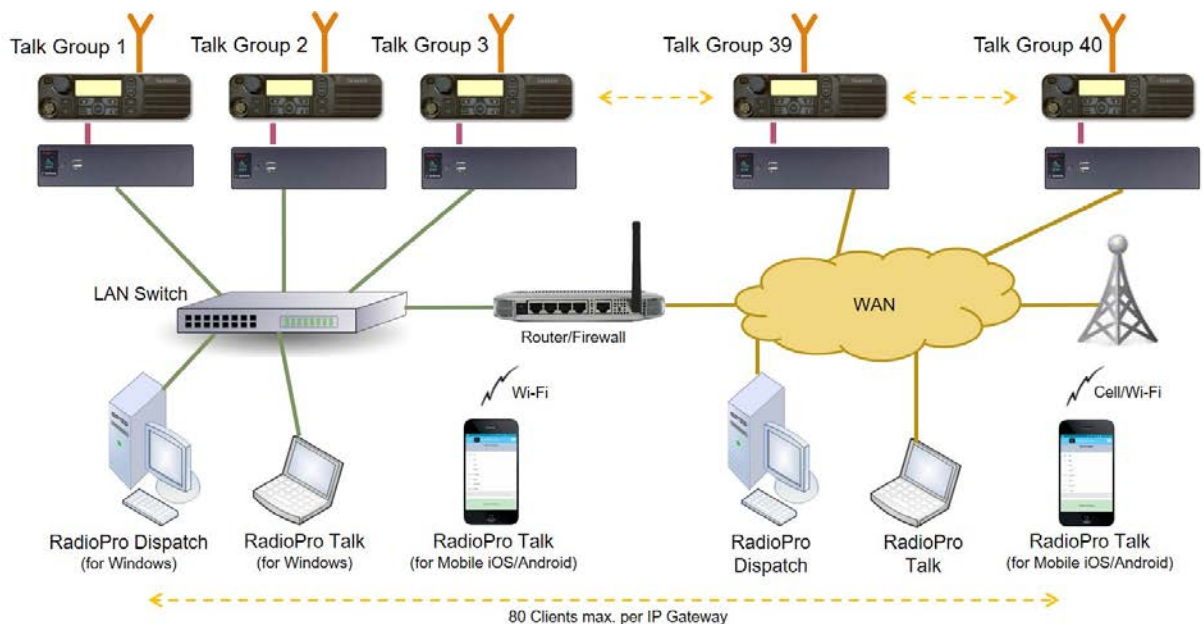 Talk Group 1
Talk Group 2
Talk Group 3
Talk Group 39
Talk Group 40
LAN Switch
Router/Firewall
WAN
Wi-Fi
Cell/Wi-Fi
RadioPro Dispatch
(for Windows)
RadioPro Talk
(for Windows)
RadioPro Talk
(for Mobile iOS/Android)
RadioPro
Dispatch
RadioPro
Talk
RadioPro Talk
(for Mobile iOS/Android)
80 Clients max. per IP Gateway